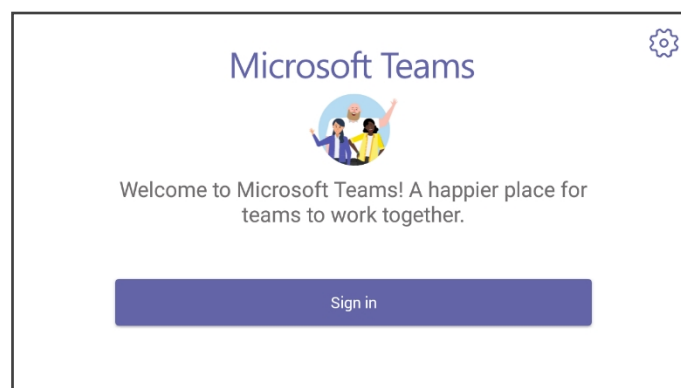 Microsoft Teams
Welcome to Microsoft Teams! A happier place for
teams to work together.
Sign in